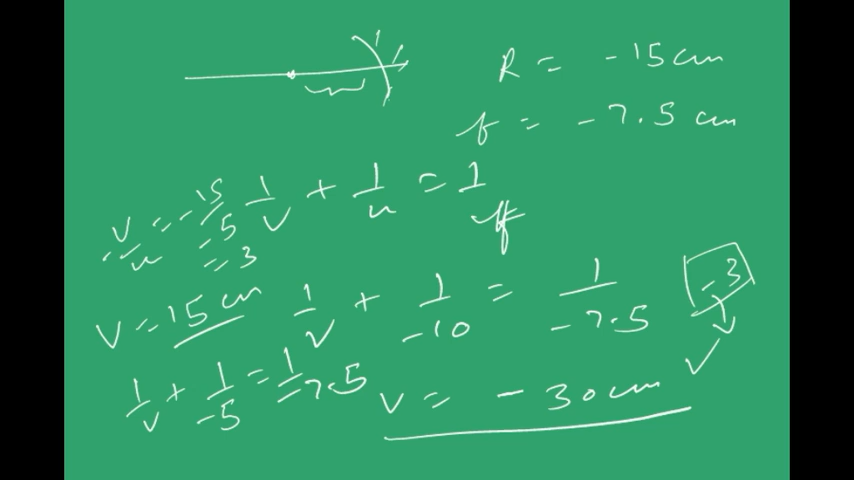 R = -15 cm
f = -7.5 cm
1/v + 1/u = 1/f
-v/u = -15/-5
= 3
1/v + 1/-10 = 1/-7.5
-3
v = 15 cm
1/v + 1/-5 = 1/-7.5
v = -30 cm